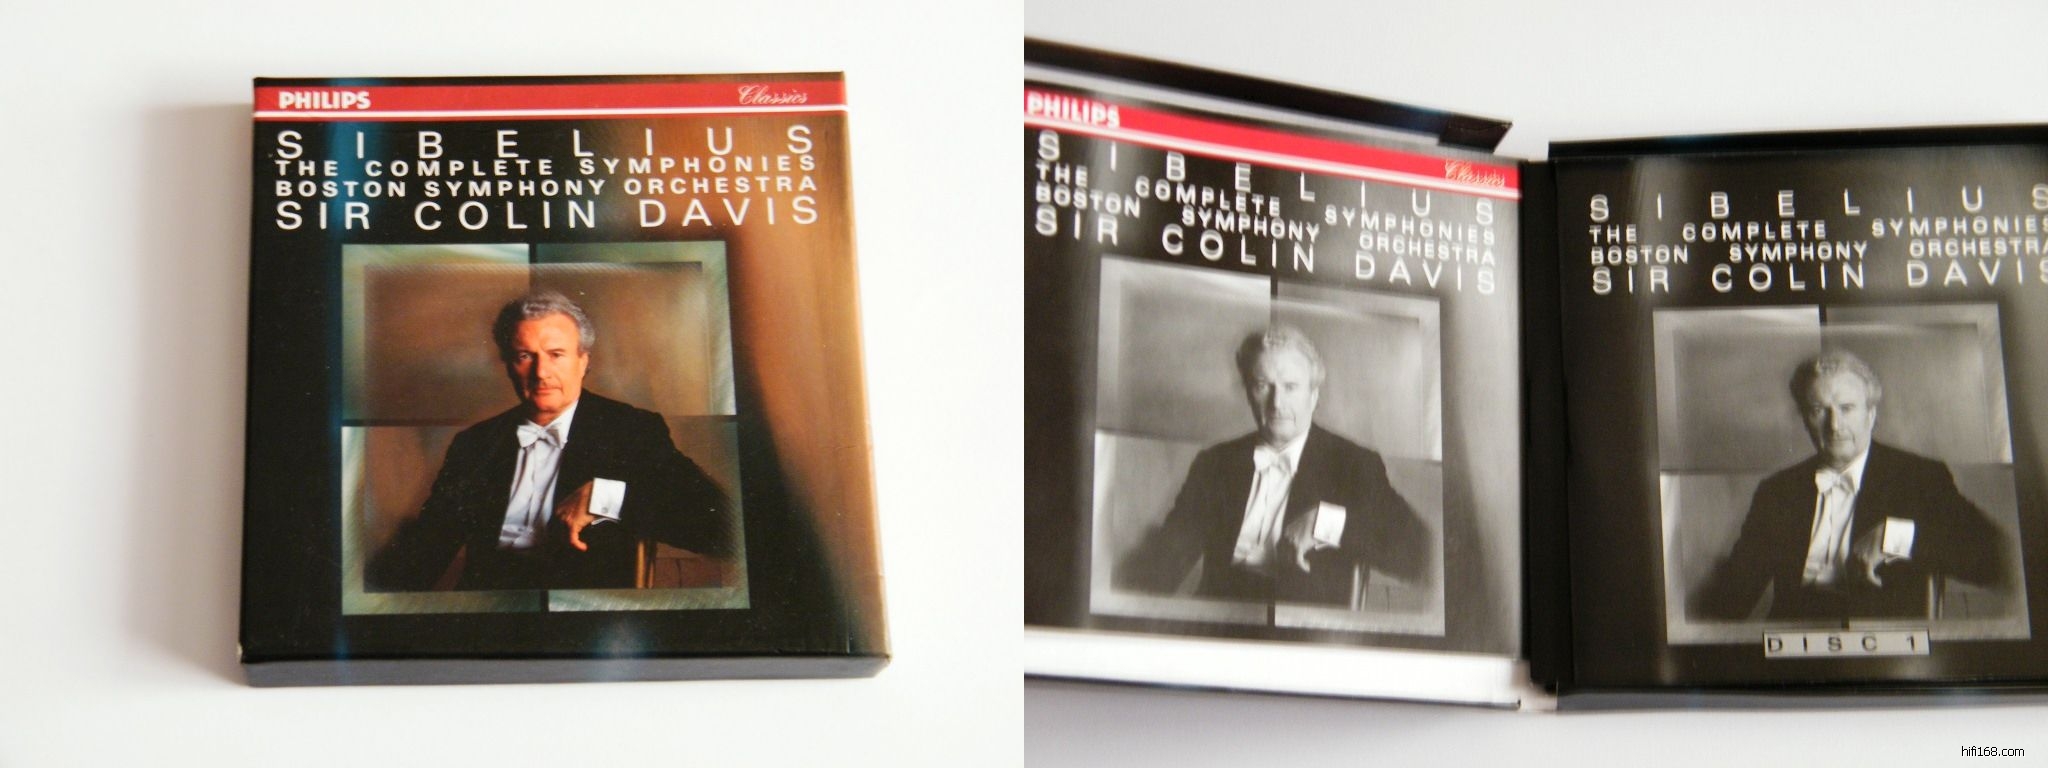 PHILIPS Classics
SIBELIUS
THE COMPLETE SYMPHONIES
BOSTON SYMPHONY ORCHESTRA
SIR COLIN DAVIS
PHILIPS
Classics
SIBELIUS
THE COMPLETE SYMPHONIES
BOSTON SYMPHONY ORCHESTRA
SIR COLIN DAVIS
SIBELIUS
THE COMPLETE SYMPHONIES
BOSTON SYMPHONY ORCHESTRA
SIR COLIN DAVIS
DISC 1
hifi168.com